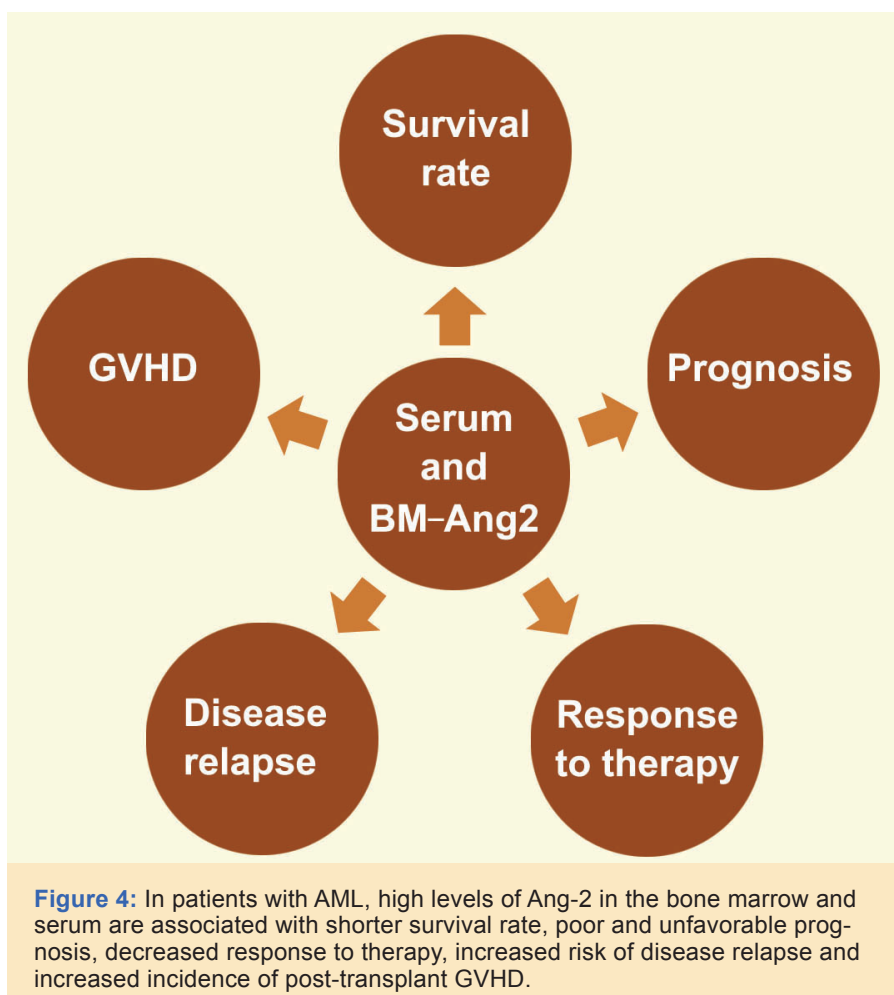 Survival
rate
GVHD
Prognosis
Serum
and
BM–Ang2
Disease
relapse
Response
to therapy
Figure 4: In patients with AML, high levels of Ang-2 in the bone marrow and
serum are associated with shorter survival rate, poor and unfavorable prog-
nosis, decreased response to therapy, increased risk of disease relapse and
increased incidence of post-transplant GVHD.